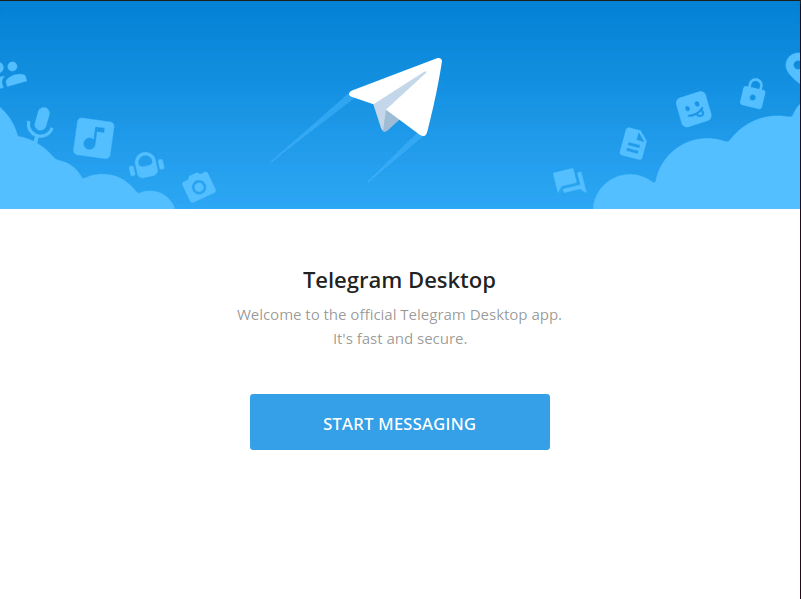 Telegram Desktop
Welcome to the official Telegram Desktop app.
It's fast and secure.
START MESSAGING